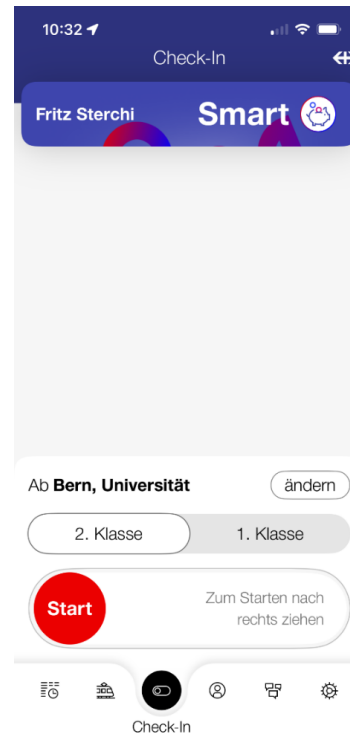 10:32
Check-In
Fritz Sterchi
Smart
Ab Bern, Universität
ändern
2. Klasse
1. Klasse
Start
Zum Starten nach
rechts ziehen
Check-In